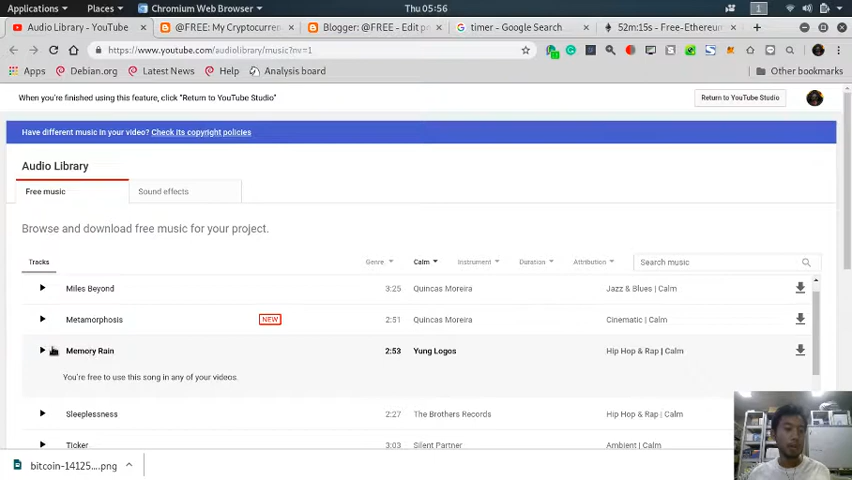 Applications Places Chromium Web Browser Thu 05:56 1
Audio Library - YouTube @FREE: My Cryptocurren Blogger: @FREE - Edit p timer - Google Search 52m:15s - Free-Ethereum
https://www.youtube.com/audiolibrary/music?nv=1
Apps Debian.org Latest News Help Analysis board Other bookmarks
When you're finished using this feature, click "Return to YouTube Studio" Return to YouTube Studio
Have different music in your video? Check its copyright policies
Audio Library
Free music Sound effects
Browse and download free music for your project.
Tracks Genre Calm Instrument Duration Attribution Search music
Miles Beyond 3:25 Quincas Moreira Jazz & Blues | Calm
Metamorphosis NEW 2:51 Quincas Moreira Cinematic | Calm
Memory Rain 2:53 Yung Logos Hip Hop & Rap | Calm
You're free to use this song in any of your videos.
Sleeplessness 2:27 The Brothers Records Hip Hop & Rap | Calm
Ticker 3:03 Silent Partner Ambient | Calm
bitcoin-14125....png